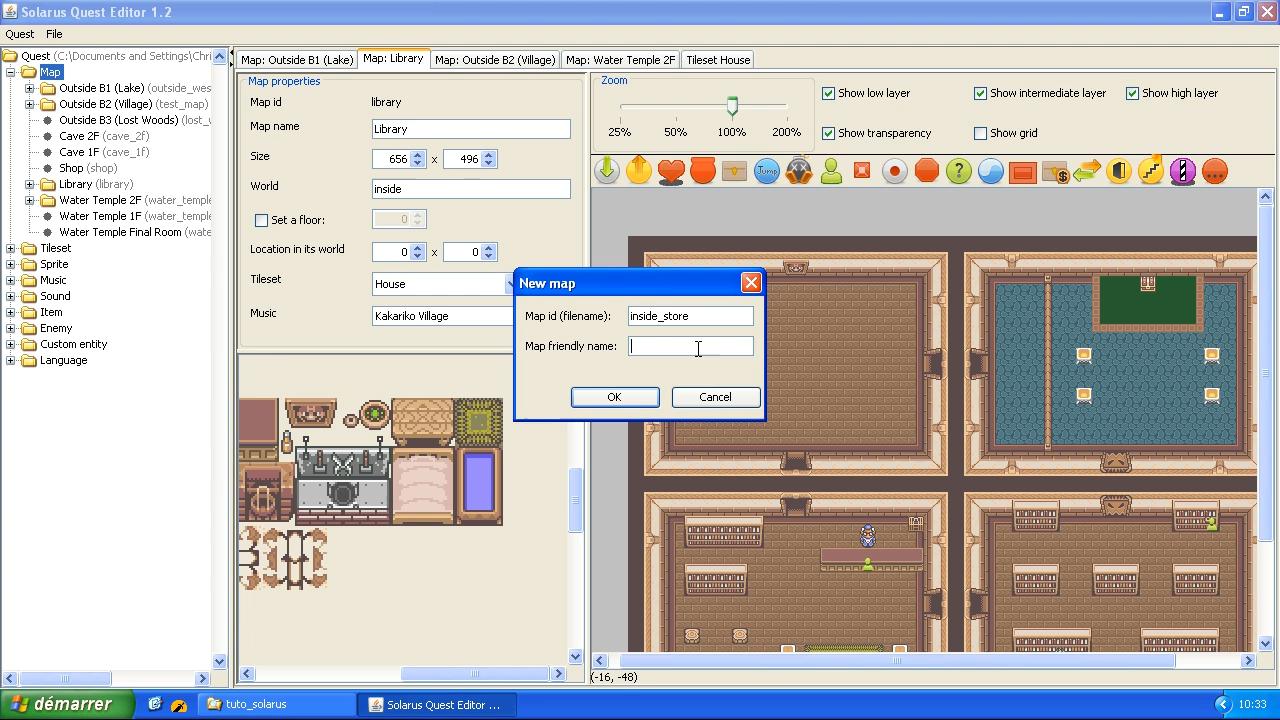 Solarus Quest Editor 1.2
Quest File
Quest (C:\Documents and Settings\Chri
Map
Outside B1 (Lake) (outside_wes
Outside B2 (Village) (test_map)
Outside B3 (Lost Woods) (lost_
Cave 2F (cave_2f)
Cave 1F (cave_1f)
Shop (shop)
Library (library)
Water Temple 2F (water_temple
Water Temple 1F (water_temple
Water Temple Final Room (wate
Tileset
Sprite
Music
Sound
Item
Enemy
Custom entity
Language
Map: Outside B1 (Lake) Map: Library Map: Outside B2 (Village) Map: Water Temple 2F Tileset House
Map properties
Map id library
Map name Library
Size 656 x 496
World inside
Set a floor: 0
Location in its world 0 x 0
Tileset House
Music Kakariko Village
Zoom
25% 50% 100% 200%
Show low layer Show intermediate layer Show high layer
Show transparency Show grid
Jump ? $
New map
Map id (filename): inside_store
Map friendly name:
OK Cancel
(-16, -48)
démarrer tuto_solarus Solarus Quest Editor ... 10:33